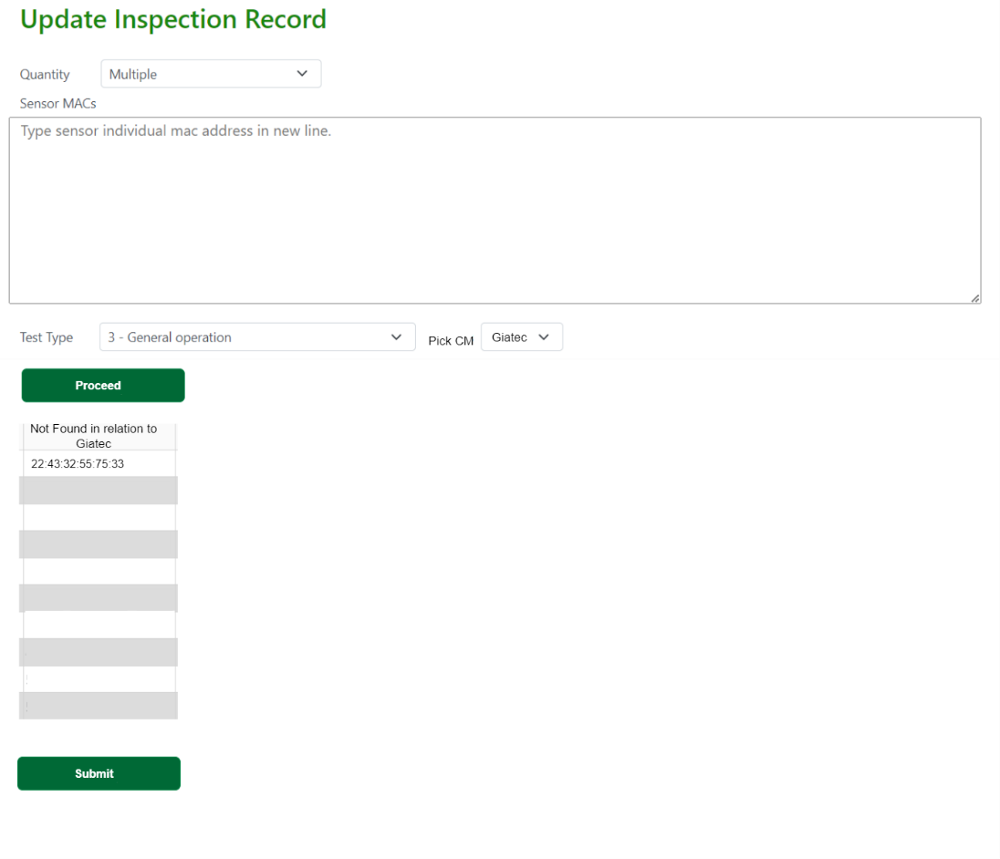 Update Inspection Record
Quantity
Multiple
Sensor MACs
Type sensor individual mac address in new line.
Test Type
3 - General operation
Pick CM
Giatec
Proceed
Not Found in relation to
Giatec
22:43:32:55:75:33
Submit